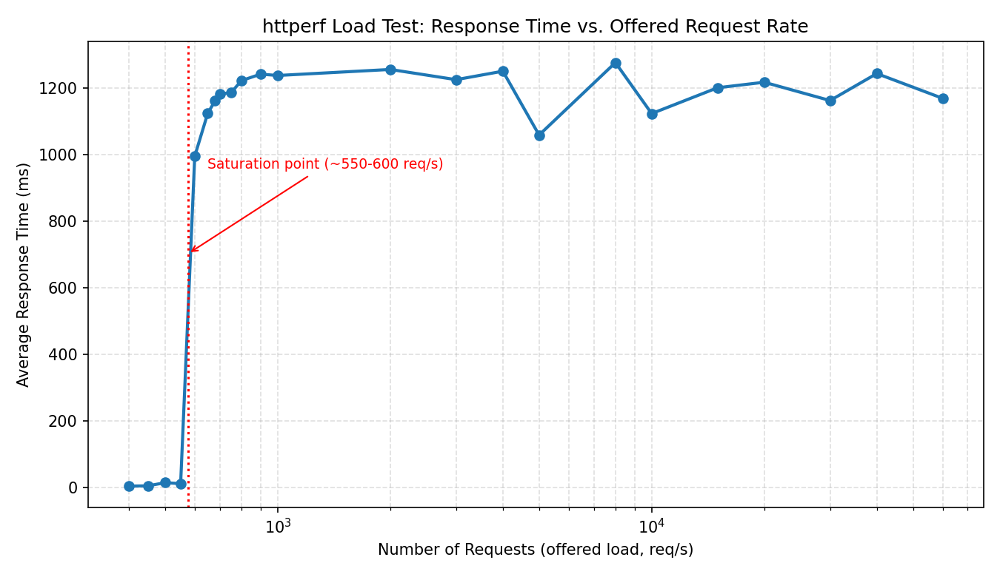 httperf Load Test: Response Time vs. Offered Request Rate
Average Response Time (ms)
1200
1000
800
600
400
200
0
Saturation point (~550-600 req/s)
10³
10⁴
Number of Requests (offered load, req/s)